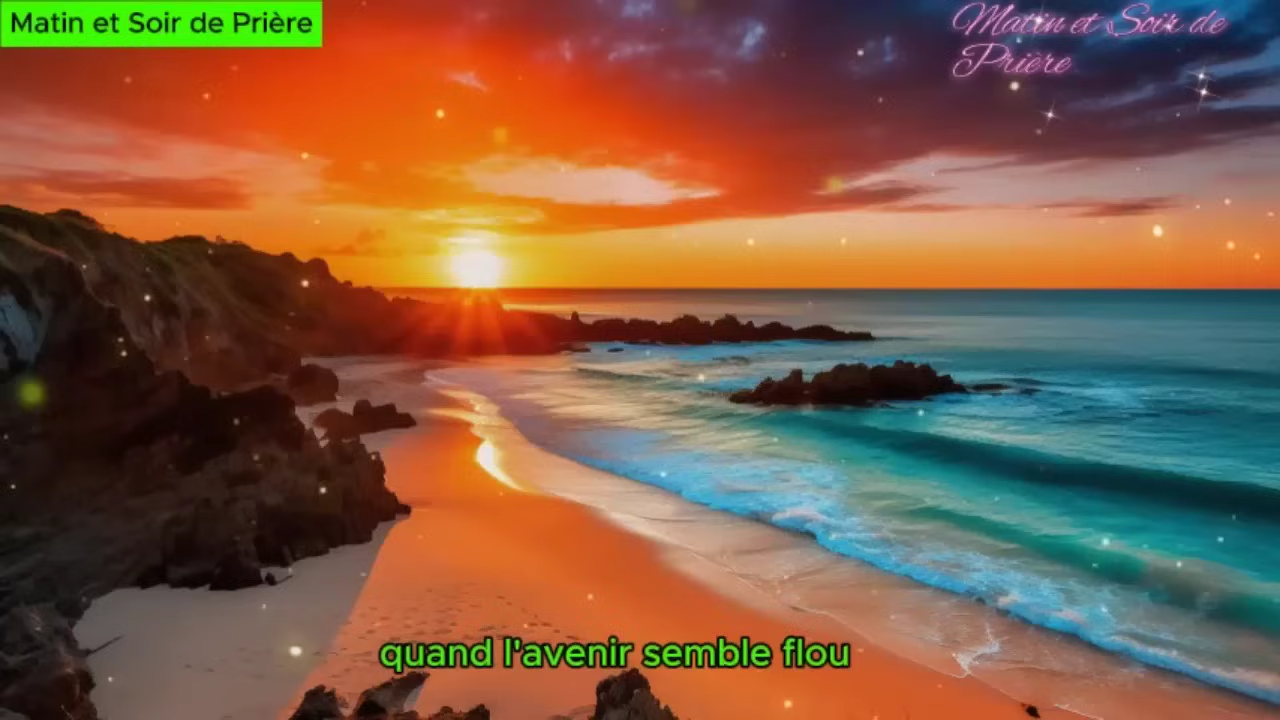 Matin et Soir de Prière
Matin et Soir de
Prière
quand l'avenir semble flou